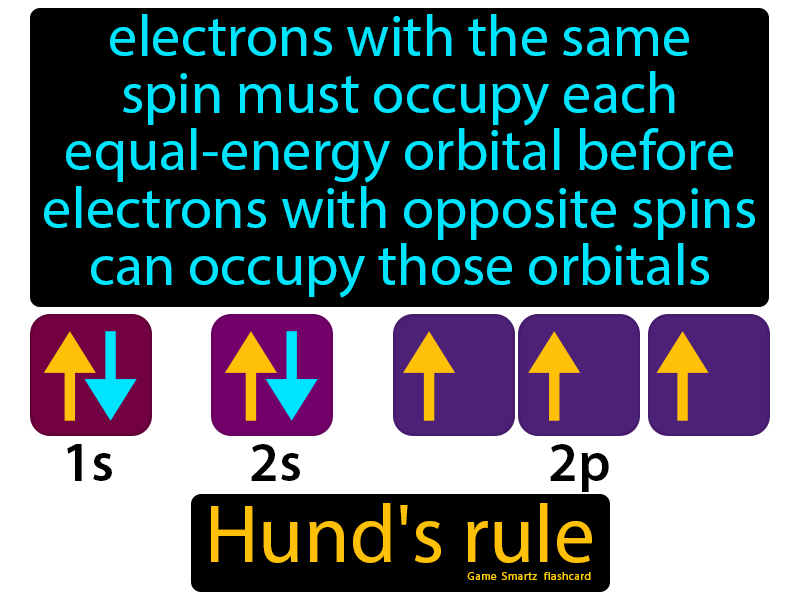 electrons with the same
spin must occupy each
equal-energy orbital before
electrons with opposite spins
can occupy those orbitals
1s 2s 2p
Hund's rule
Game Smartz flashcard